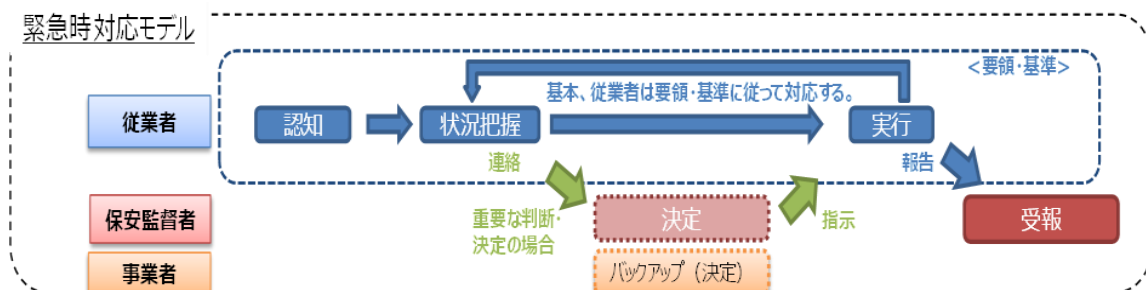 緊急時対応モデル
<要領・基準>
基本、従業者は要領・基準に従って対応する。
従業者
認知
状況把握
実行
連絡
報告
保安監督者
重要な判断・
決定の場合
決定
指示
受報
事業者
バックアップ（決定）